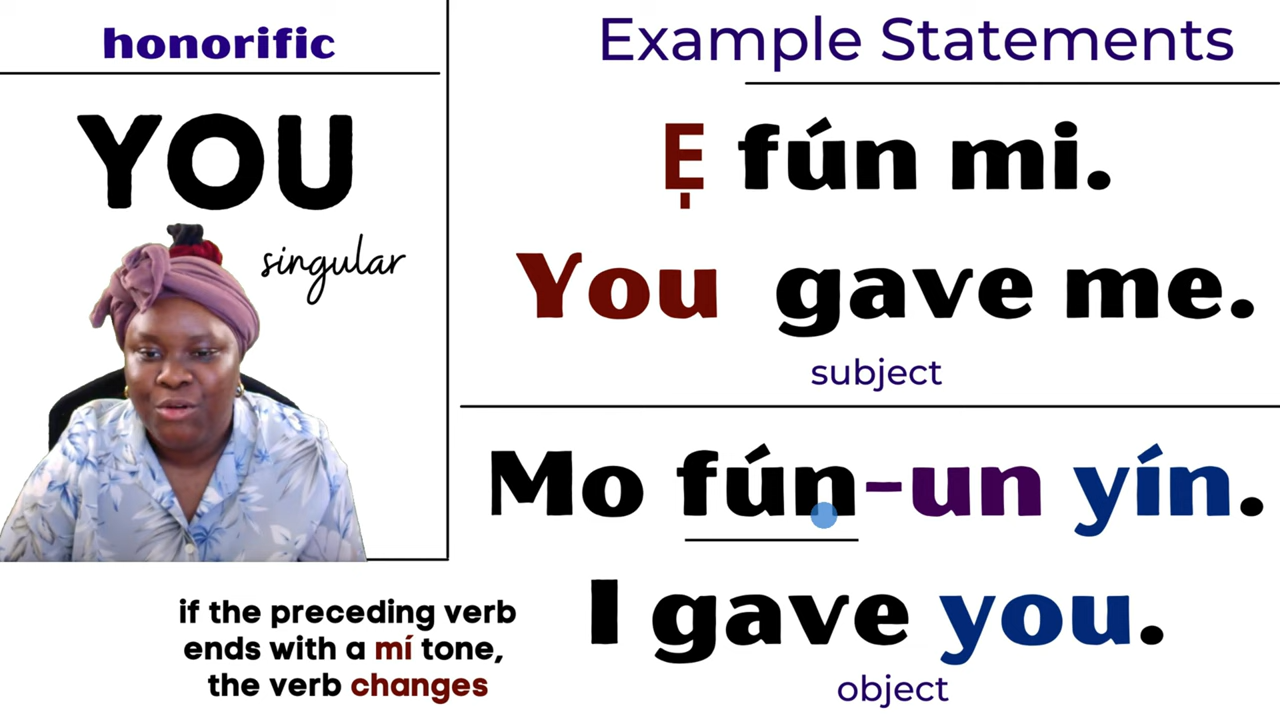 honorific
YOU
singular
if the preceding verb
ends with a mí tone,
the verb changes
Example Statements
Ẹ fún mi.
You gave me.
subject
Mo fún-un yín.
I gave you.
object